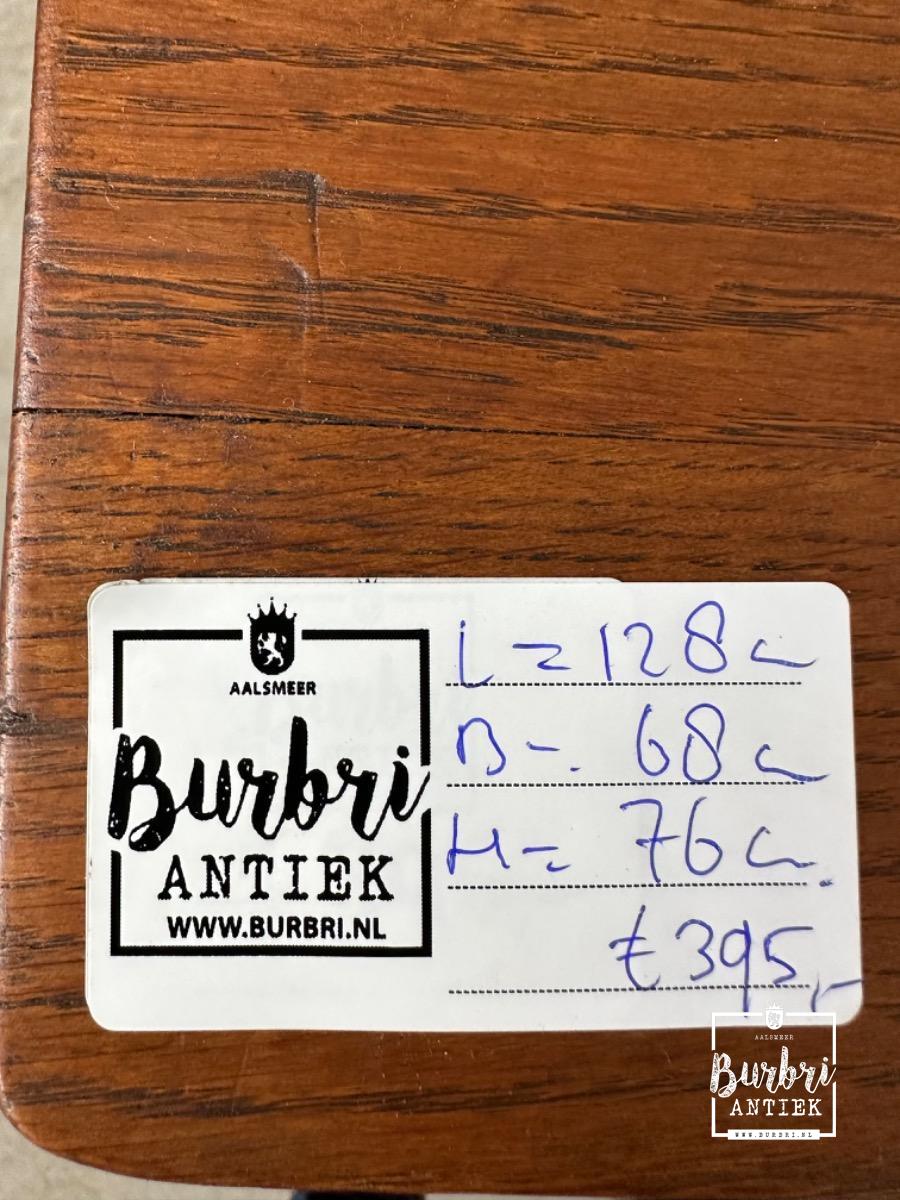 AALSMEER
Burbri
ANTIEK
WWW.BURBRI.NL
L = 128 c
B = 68 c
H = 76 c
€ 395,-
AALSMEER
Burbri
ANTIEK
WWW.BURBRI.NL